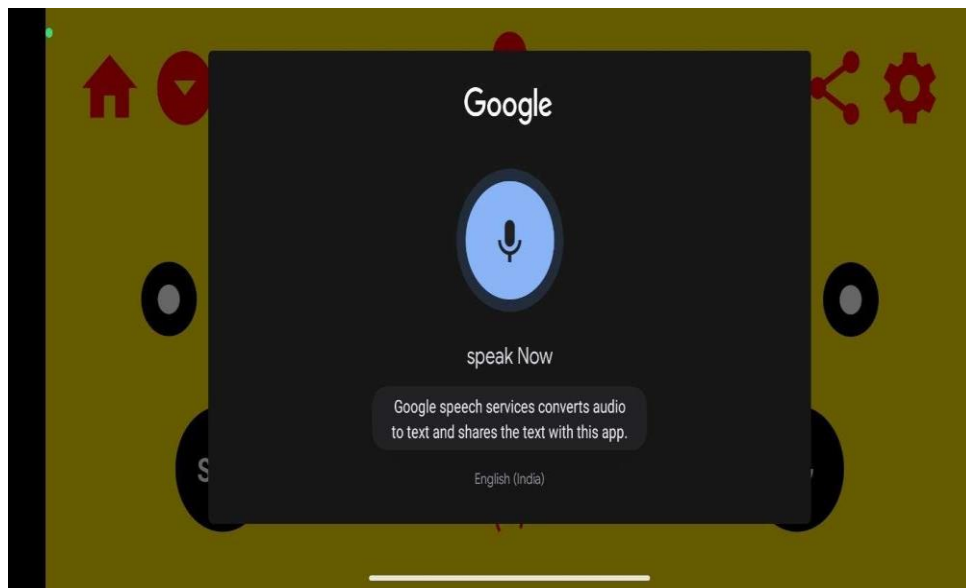 Google
speak Now
Google speech services converts audio
to text and shares the text with this app.
English (India)
S